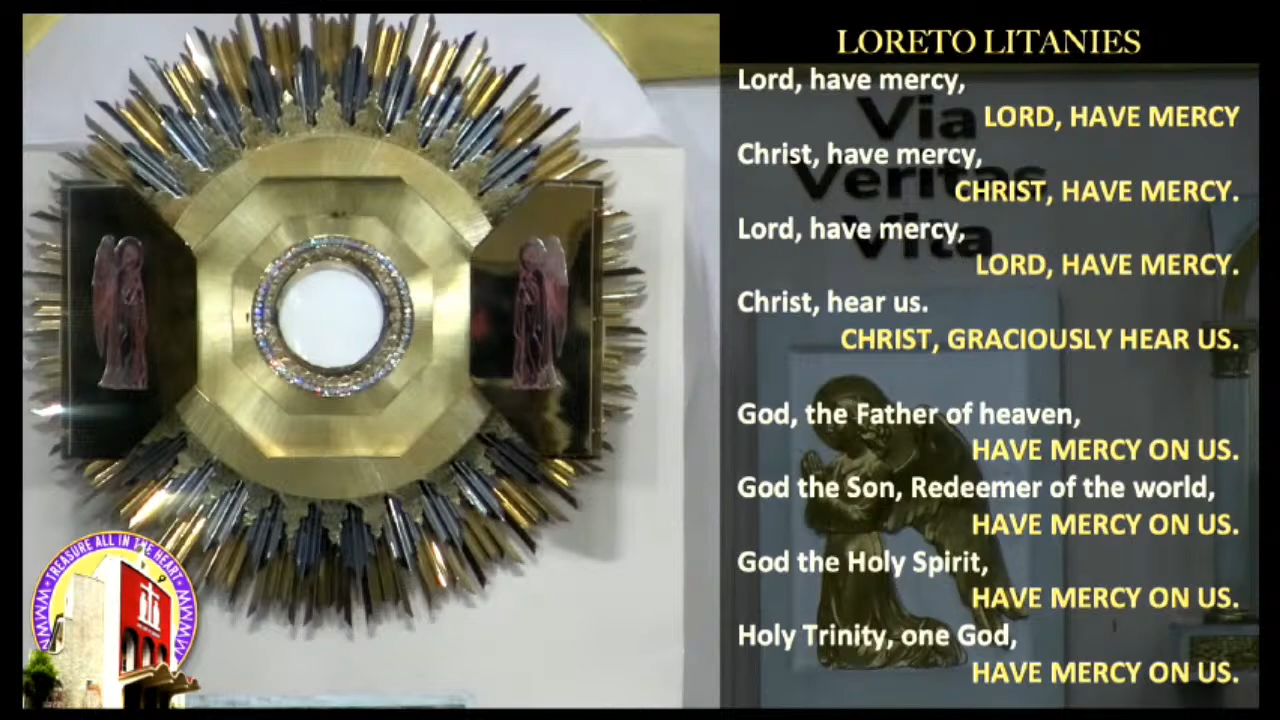 LORETO LITANIES
Lord, have mercy,
LORD, HAVE MERCY
Christ, have mercy,
CHRIST, HAVE MERCY.
Lord, have mercy,
LORD, HAVE MERCY.
Christ, hear us.
CHRIST, GRACIOUSLY HEAR US.
God, the Father of heaven,
HAVE MERCY ON US.
God the Son, Redeemer of the world,
HAVE MERCY ON US.
God the Holy Spirit,
HAVE MERCY ON US.
Holy Trinity, one God,
HAVE MERCY ON US.
Via
Veritas
Vita
TREASURE ALL IN THE HEART